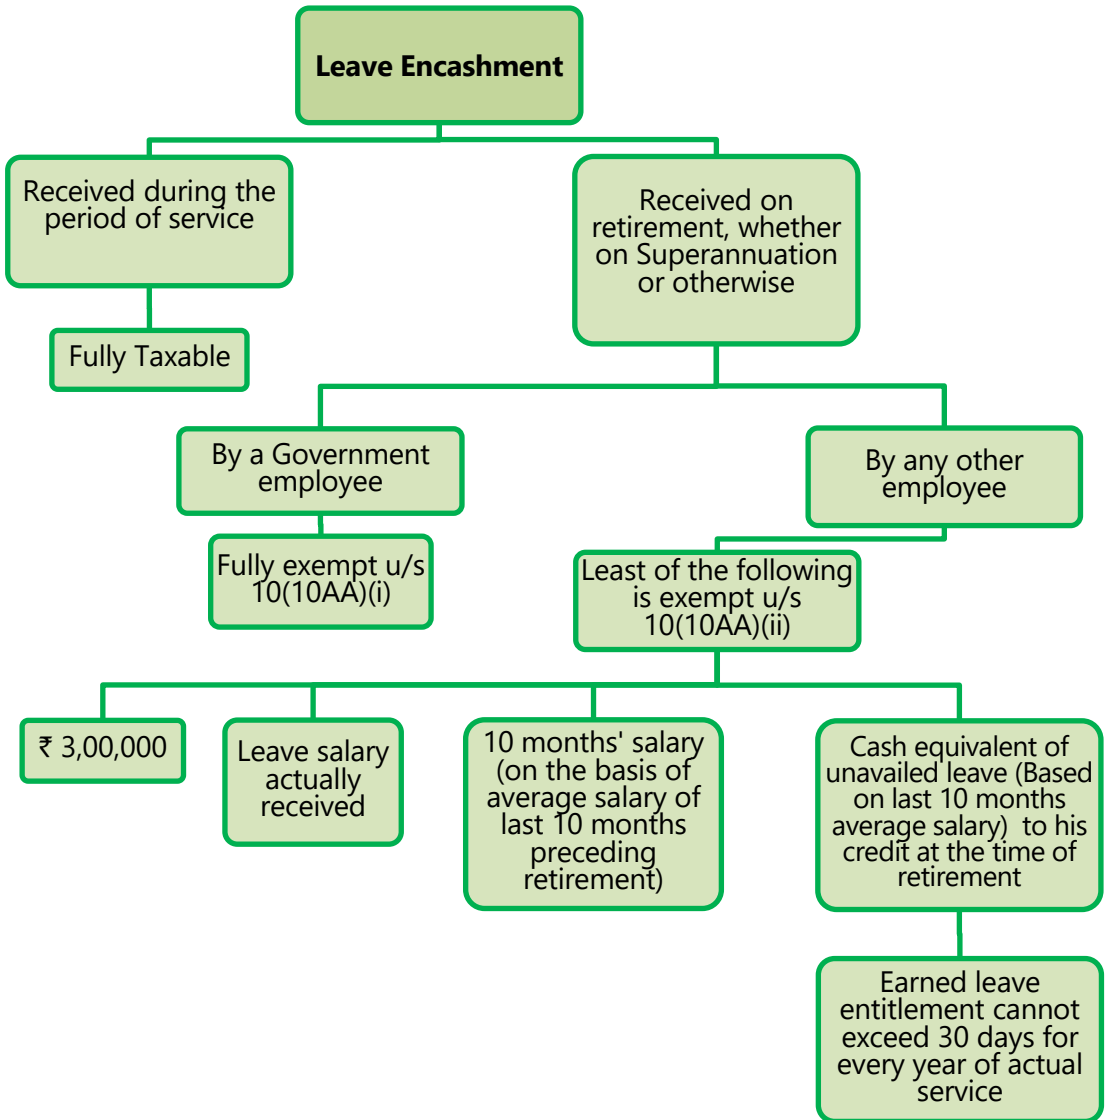 Leave Encashment
Received during the
period of service
Received on
retirement, whether
on Superannuation
or otherwise
Fully Taxable
By a Government
employee
By any other
employee
Fully exempt u/s
10(10AA)(i)
Least of the following
is exempt u/s
10(10AA)(ii)
₹ 3,00,000
Leave salary
actually
received
10 months' salary
(on the basis of
average salary of
last 10 months
preceding
retirement)
Cash equivalent of
unavailed leave (Based
on last 10 months
average salary) to his
credit at the time of
retirement
Earned leave
entitlement cannot
exceed 30 days for
every year of actual
service